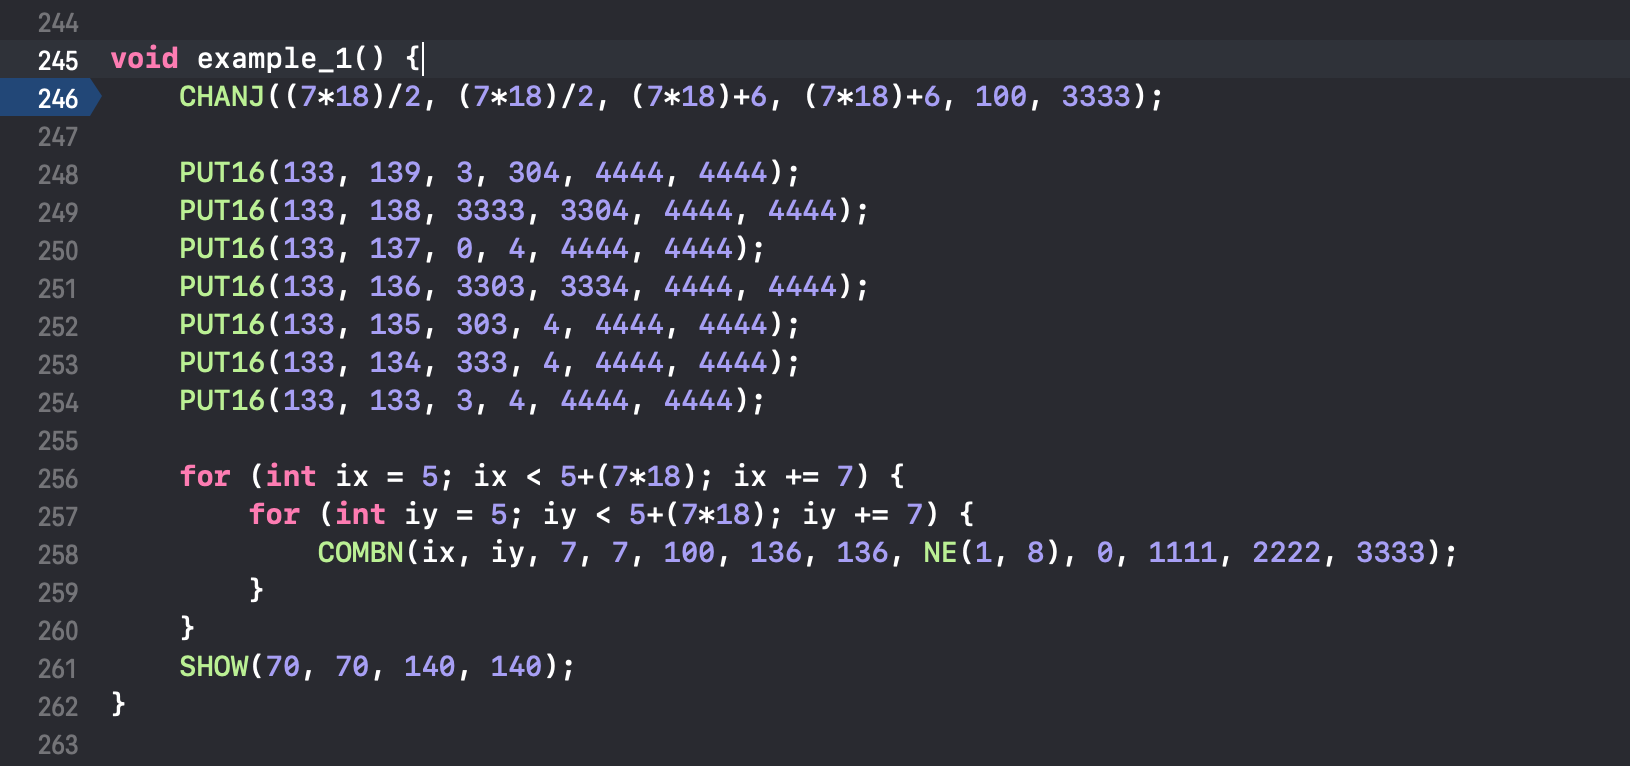 244
245 void example_1() {
246 CHANJ((7*18)/2, (7*18)/2, (7*18)+6, (7*18)+6, 100, 3333);
247
248 PUT16(133, 139, 3, 304, 4444, 4444);
249 PUT16(133, 138, 3333, 3304, 4444, 4444);
250 PUT16(133, 137, 0, 4, 4444, 4444);
251 PUT16(133, 136, 3303, 3334, 4444, 4444);
252 PUT16(133, 135, 303, 4, 4444, 4444);
253 PUT16(133, 134, 333, 4, 4444, 4444);
254 PUT16(133, 133, 3, 4, 4444, 4444);
255
256 for (int ix = 5; ix < 5+(7*18); ix += 7) {
257 for (int iy = 5; iy < 5+(7*18); iy += 7) {
258 COMBN(ix, iy, 7, 7, 100, 136, 136, NE(1, 8), 0, 1111, 2222, 3333);
259 }
260 }
261 SHOW(70, 70, 140, 140);
262 }
263